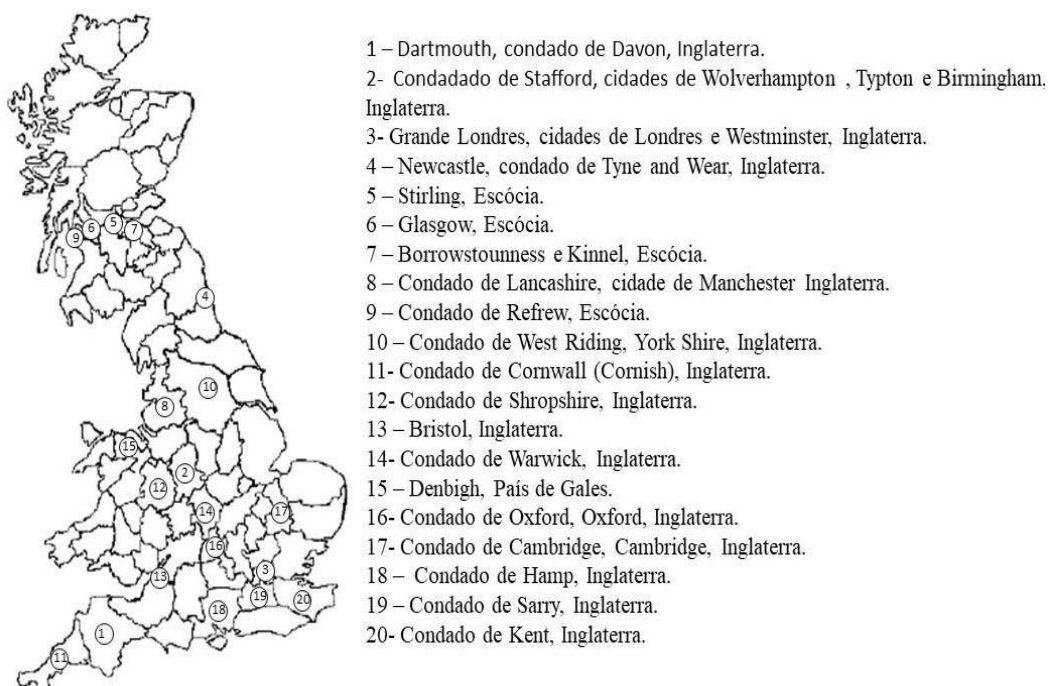 5
6
7
9
4
10
8
15
2
12
14
17
16
3
13
19
20
18
1
11
1 – Dartmouth, condado de Davon, Inglaterra.
2- Condadado de Stafford, cidades de Wolverhampton , Typton e Birmingham,
Inglaterra.
3- Grande Londres, cidades de Londres e Westminster, Inglaterra.
4 – Newcastle, condado de Tyne and Wear, Inglaterra.
5 – Stirling, Escócia.
6 – Glasgow, Escócia.
7 – Borrowstounness e Kinnel, Escócia.
8 – Condado de Lancashire, cidade de Manchester Inglaterra.
9 – Condado de Refrew, Escócia.
10 – Condado de West Riding, York Shire, Inglaterra.
11- Condado de Cornwall (Cornish), Inglaterra.
12- Condado de Shropshire, Inglaterra.
13 – Bristol, Inglaterra.
14- Condado de Warwick, Inglaterra.
15 – Denbigh, País de Gales.
16- Condado de Oxford, Oxford, Inglaterra.
17- Condado de Cambridge, Cambridge, Inglaterra.
18 – Condado de Hamp, Inglaterra.
19 – Condado de Sarry, Inglaterra.
20- Condado de Kent, Inglaterra.